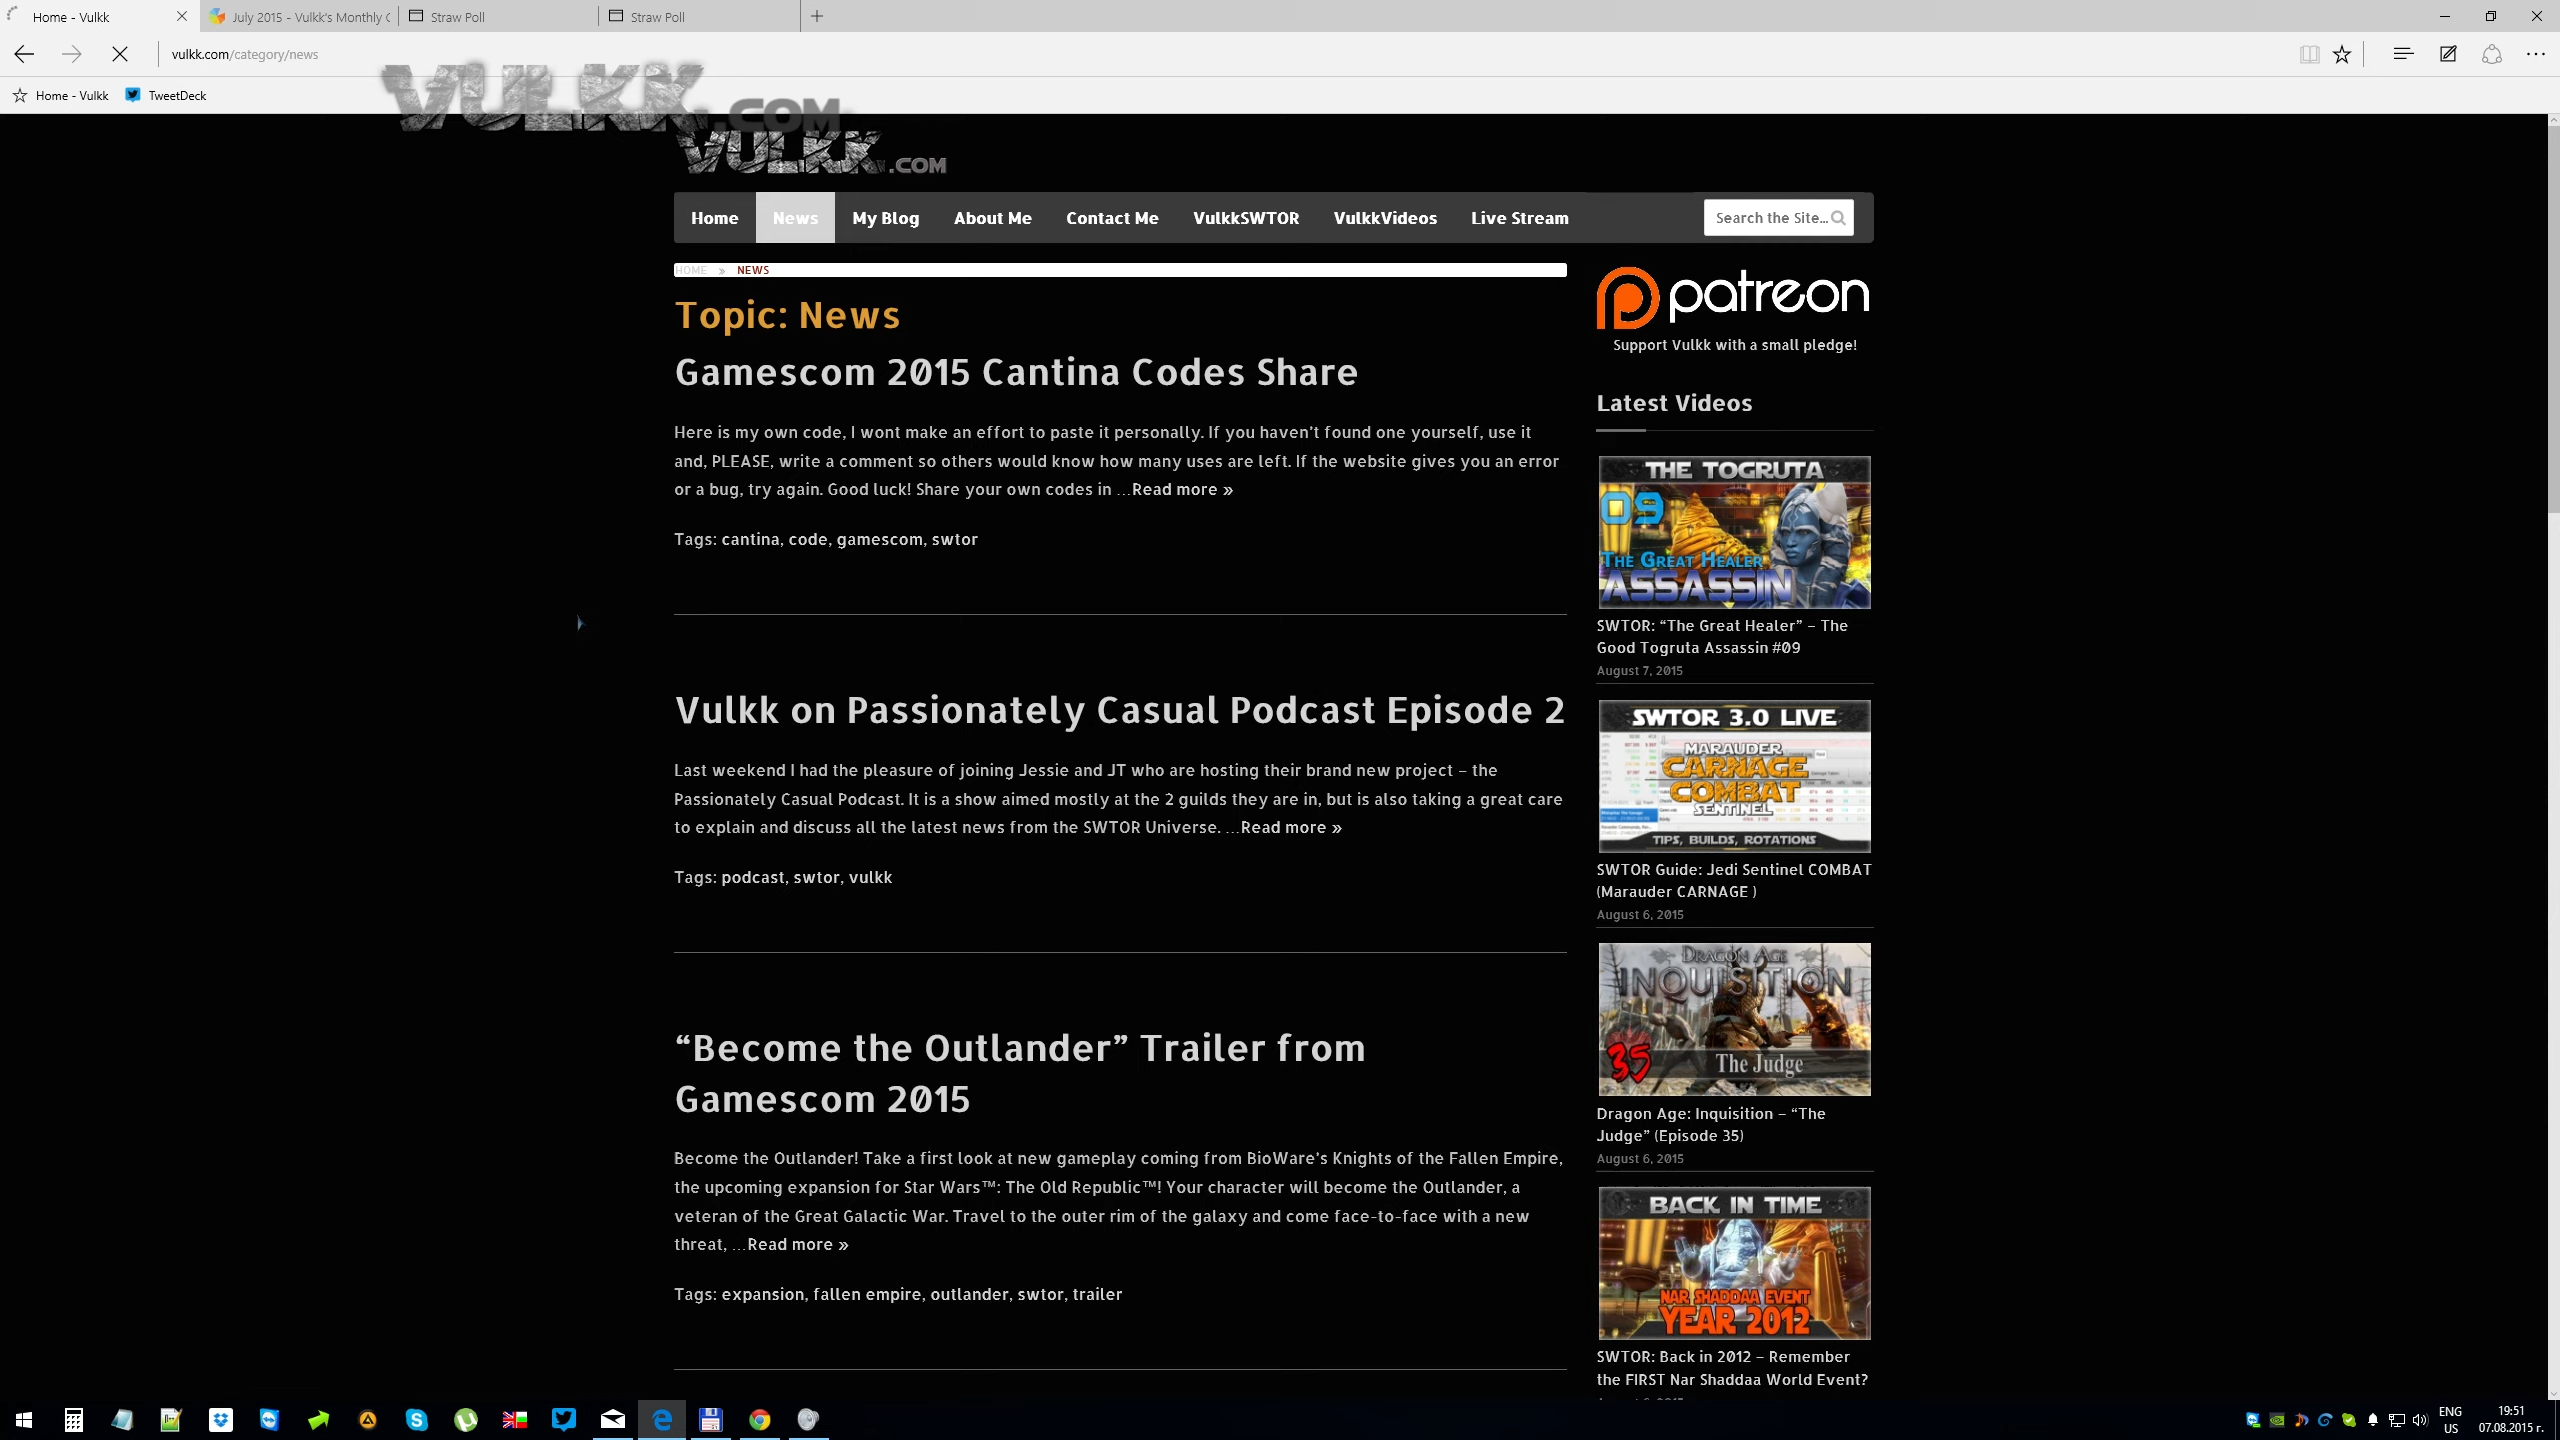 Home - Vulkk
July 2015 - Vulkk's Monthly
Straw Poll
Straw Poll
vulkk.com/category/news
Home - Vulkk
TweetDeck
VULKK.COM
VULKK.COM
Home News My Blog About Me Contact Me VulkkSWTOR VulkkVideos Live Stream
Search the Site...
HOME » NEWS
Topic: News
Gamescom 2015 Cantina Codes Share
Here is my own code, I wont make an effort to paste it personally. If you haven't found one yourself, use it
and, PLEASE, write a comment so others would know how many uses are left. If the website gives you an error
or a bug, try again. Good luck! Share your own codes in …Read more »
Tags: cantina, code, gamescom, swtor
Vulkk on Passionately Casual Podcast Episode 2
Last weekend I had the pleasure of joining Jessie and JT who are hosting their brand new project – the
Passionately Casual Podcast. It is a show aimed mostly at the 2 guilds they are in, but is also taking a great care
to explain and discuss all the latest news from the SWTOR Universe. …Read more »
Tags: podcast, swtor, vulkk
“Become the Outlander” Trailer from
Gamescom 2015
Become the Outlander! Take a first look at new gameplay coming from BioWare's Knights of the Fallen Empire,
the upcoming expansion for Star Wars™: The Old Republic™! Your character will become the Outlander, a
veteran of the Great Galactic War. Travel to the outer rim of the galaxy and come face-to-face with a new
threat, …Read more »
Tags: expansion, fallen empire, outlander, swtor, trailer
patreon
Support Vulkk with a small pledge!
Latest Videos
THE TOGRUTA
09
THE GREAT HEALER
ASSASSIN
SWTOR: “The Great Healer” – The
Good Togruta Assassin #09
August 7, 2015
SWTOR 3.0 LIVE
MARAUDER
CARNAGE
COMBAT
SENTINEL
TIPS, BUILDS, ROTATIONS
SWTOR Guide: Jedi Sentinel COMBAT
(Marauder CARNAGE )
August 6, 2015
DRAGON AGE
INQUISITION
35
The Judge
Dragon Age: Inquisition – “The
Judge” (Episode 35)
August 6, 2015
BACK IN TIME
NAR SHADDAA EVENT
YEAR 2012
SWTOR: Back in 2012 – Remember
the FIRST Nar Shaddaa World Event?
ENG
US
19:51
07.08.2015 г.